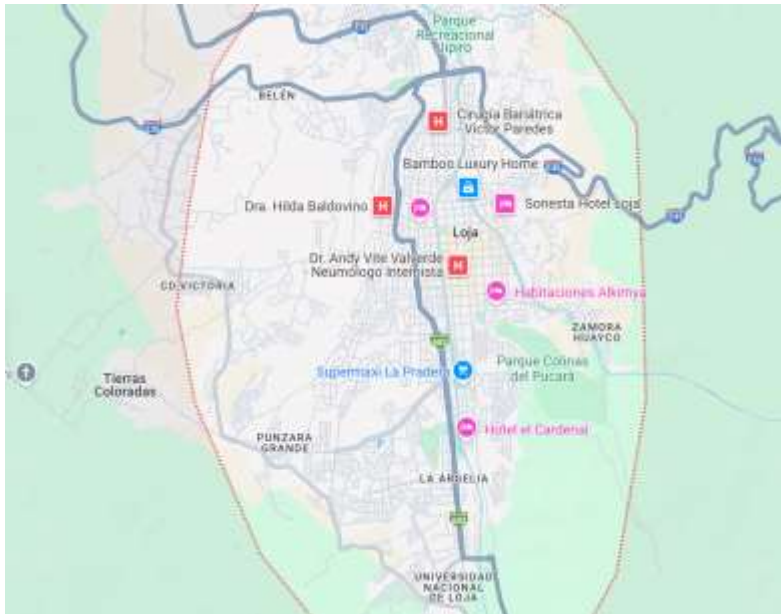 Parque
Recreacional
Jipiro
BELÉN
Cirugía Bariátrica
Victor Paredes
Bamboo Luxury Home
Dra. Hilda Baldovino
Sonesta Hotel Loja
Loja
Dr. Andy Vite Valverde
Neumólogo Internista
CD.VICTORIA
Habitaciones Alkimya
ZAMORA
HUAYCO
Supermaxi La Pradera
Parque Colinas
del Pucará
Tierras
Coloradas
Hotel el Cardenal
PUNZARA
GRANDE
LA ARGELIA
UNIVERSIDAD
NACIONAL
DE LOJA